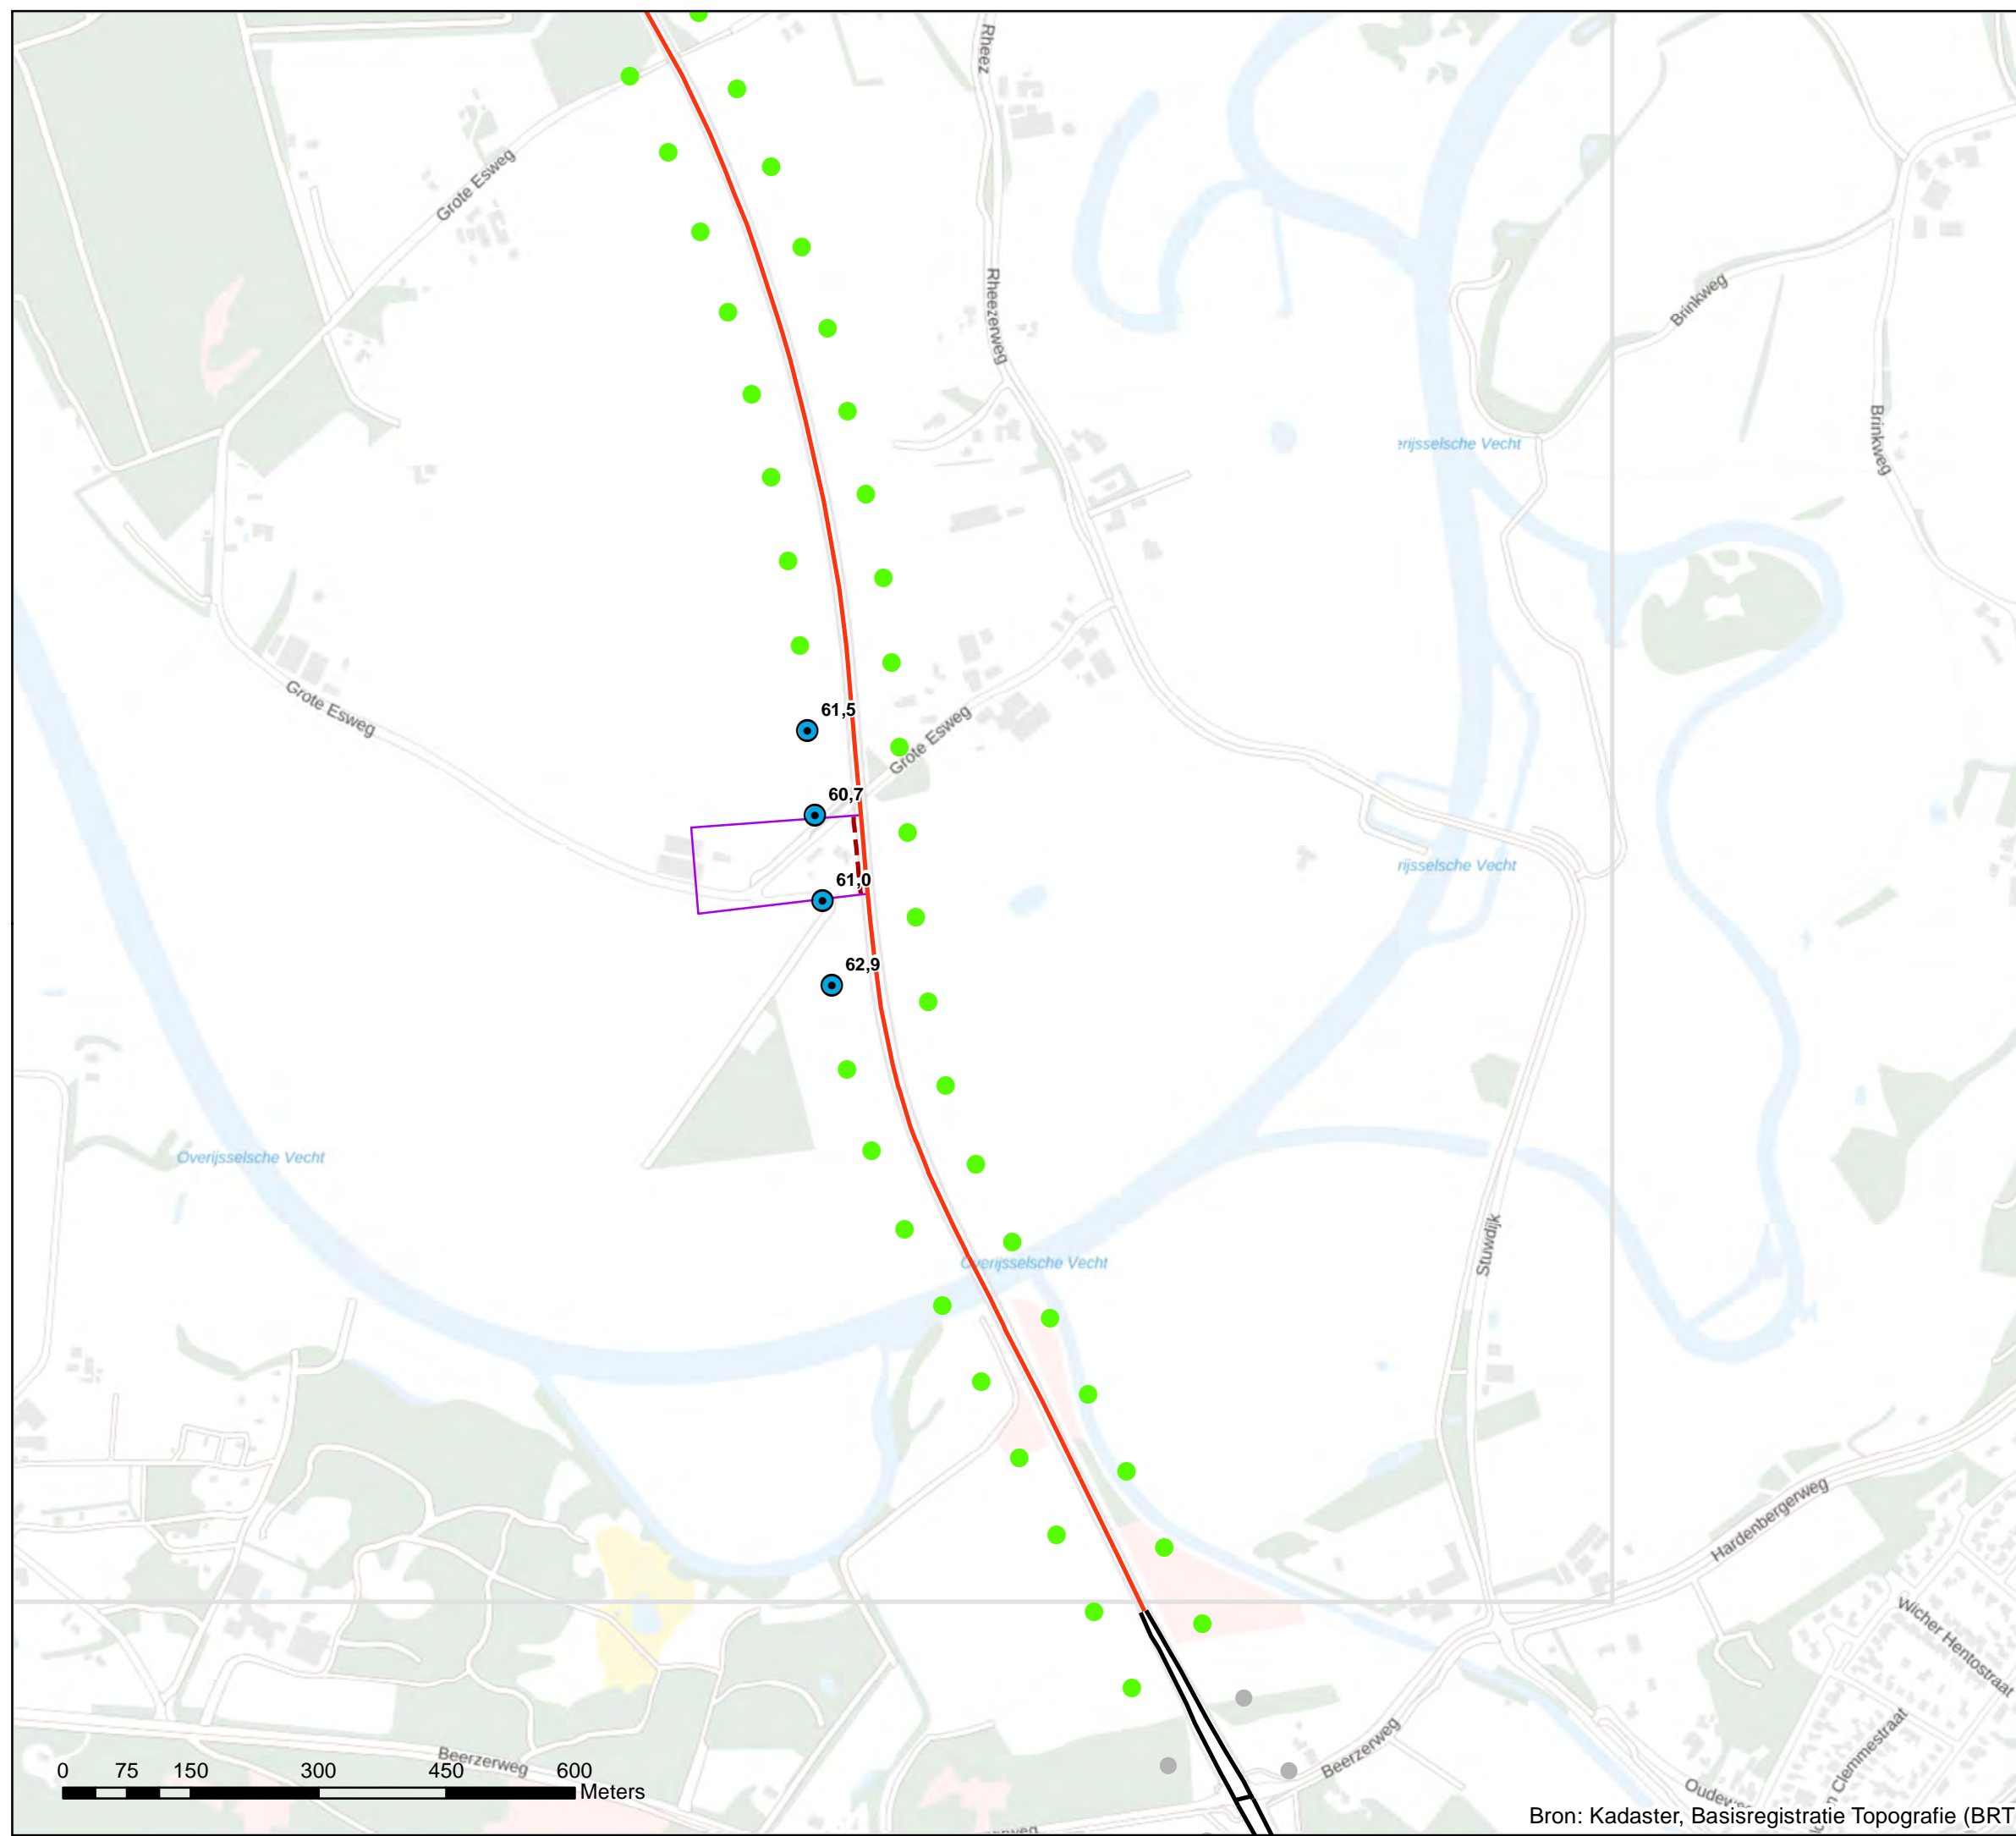 Rheez
Grote Esweg
Rheezerweg
Brinkweg
Brinkweg
erijsselsche Vecht
Grote Esweg
61,5
Grote Esweg
60,7
61,0
rijsselsche Vecht
62,9
Overijsselsche Vecht
Stuwdijk
Overijsselsche Vecht
Hardenbergerweg
Wicher Hentostraat
Beerzerweg
Beerzerweg
n Clemmestraat
0 75 150 300 450 600
Meters
Bron: Kadaster, Basisregistratie Topografie (BRT